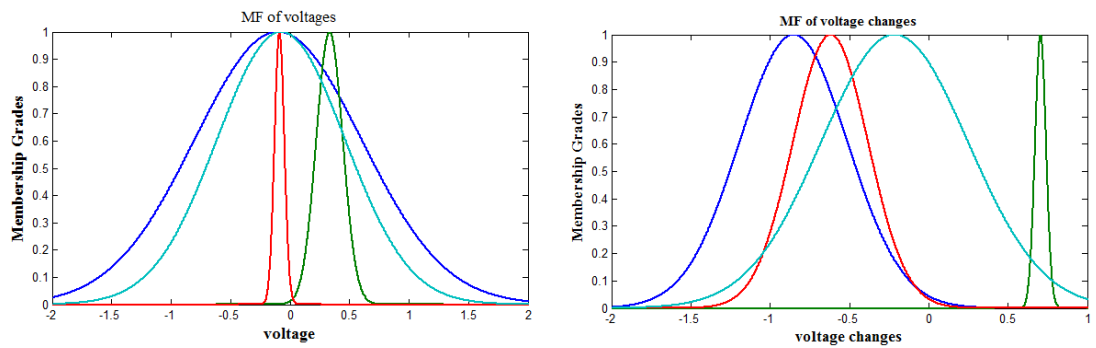 MF of voltages
1
0.9
0.8
0.7
0.6
0.5
0.4
0.3
0.2
0.1
0
-2 -1.5 -1 -0.5 0 0.5 1 1.5 2
Membership Grades
voltage
MF of voltage changes
1
0.9
0.8
0.7
0.6
0.5
0.4
0.3
0.2
0.1
0
-2 -1.5 -1 -0.5 0 0.5 1
Membership Grades
voltage changes